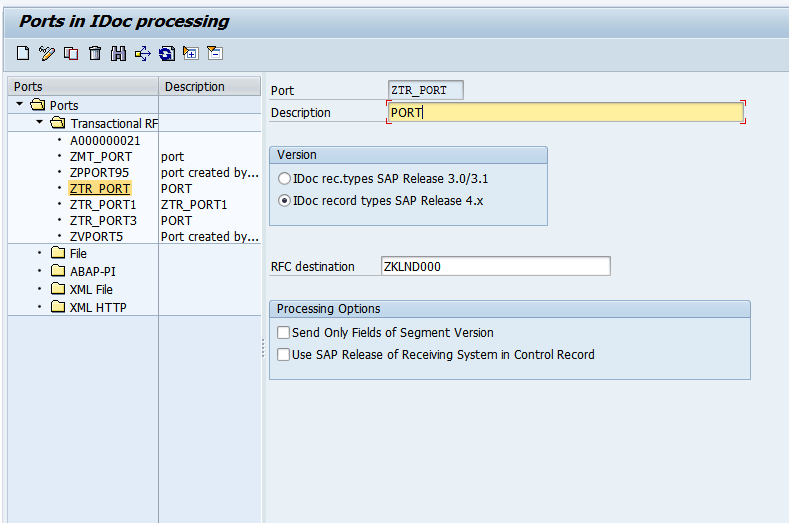 Ports in IDoc processing
Ports Description
Ports
Transactional RF
A000000021
ZMT_PORT port
ZPPORT95 port created by...
ZTR_PORT PORT
ZTR_PORT1 ZTR_PORT1
ZTR_PORT3 PORT
ZVPORT5 Port created by...
File
ABAP-PI
XML File
XML HTTP
Port ZTR_PORT
Description PORT
Version
IDoc rec.types SAP Release 3.0/3.1
IDoc record types SAP Release 4.x
RFC destination ZKLND000
Processing Options
Send Only Fields of Segment Version
Use SAP Release of Receiving System in Control Record